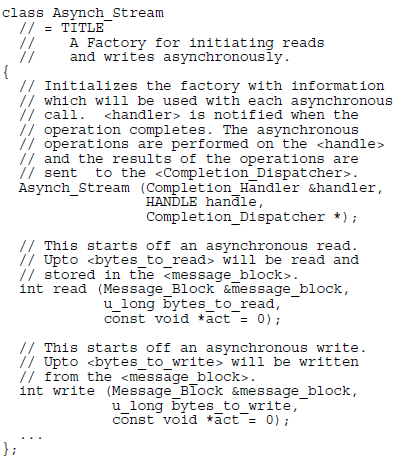 class Asynch_Stream
  // = TITLE
  //    A Factory for initiating reads
  //    and writes asynchronously.
{
  // Initializes the factory with information
  // which will be used with each asynchronous
  // call.  <handler> is notified when the
  // operation completes. The asynchronous
  // operations are performed on the <handle>
  // and the results of the operations are
  // sent  to the <Completion_Dispatcher>.
  Asynch_Stream (Completion_Handler &handler,
                 HANDLE handle,
                 Completion_Dispatcher *);

  // This starts off an asynchronous read.
  // Upto <bytes_to_read> will be read and
  // stored in the <message_block>.
  int read (Message_Block &message_block,
            u_long bytes_to_read,
            const void *act = 0);

  // This starts off an asynchronous write.
  // Upto <bytes_to_write> will be written
  // from the <message_block>.
  int write (Message_Block &message_block,
             u_long bytes_to_write,
             const void *act = 0);
  ...
};